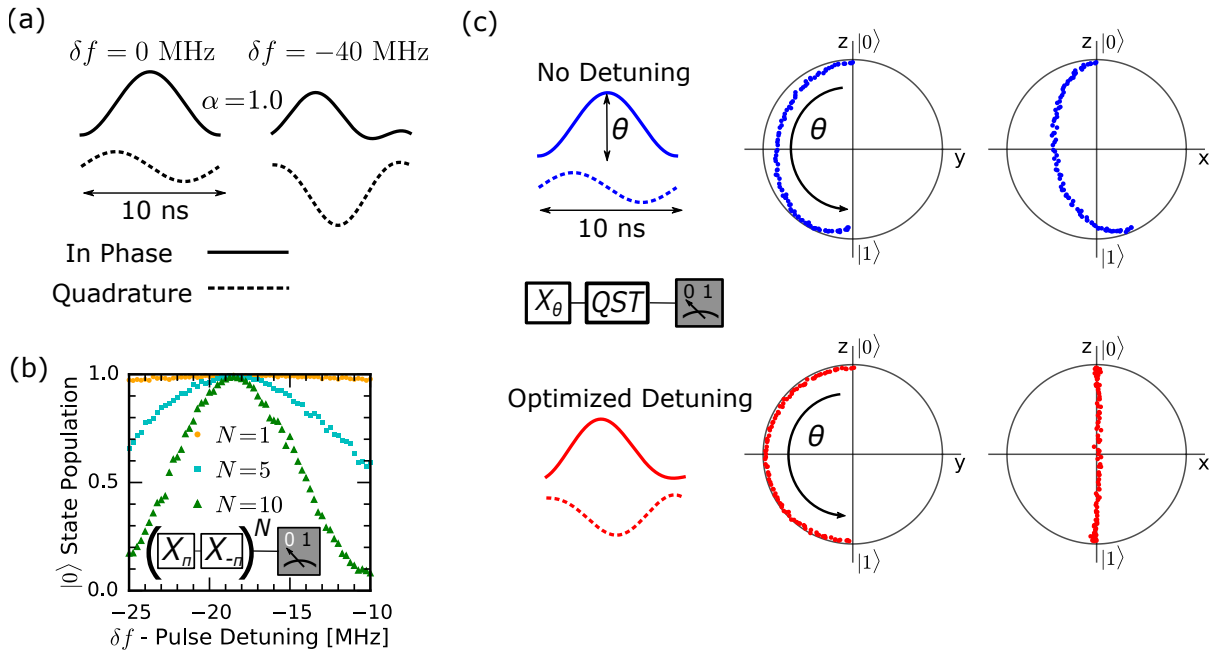 (a)
δf = 0 MHz
δf = −40 MHz
α = 1.0
10 ns
In Phase
Quadrature
(b)
|0⟩ State Population
1.0
0.5
0.0
N = 1
N = 5
N = 10
(X_π X_-π)^N 0 1
−25
−20
−15
−10
δf - Pulse Detuning [MHz]
(c)
No Detuning
θ
10 ns
z |0⟩
θ
y
|1⟩
z |0⟩
x
|1⟩
X_θ QST 0 1
Optimized Detuning
z |0⟩
θ
y
|1⟩
z |0⟩
x
|1⟩